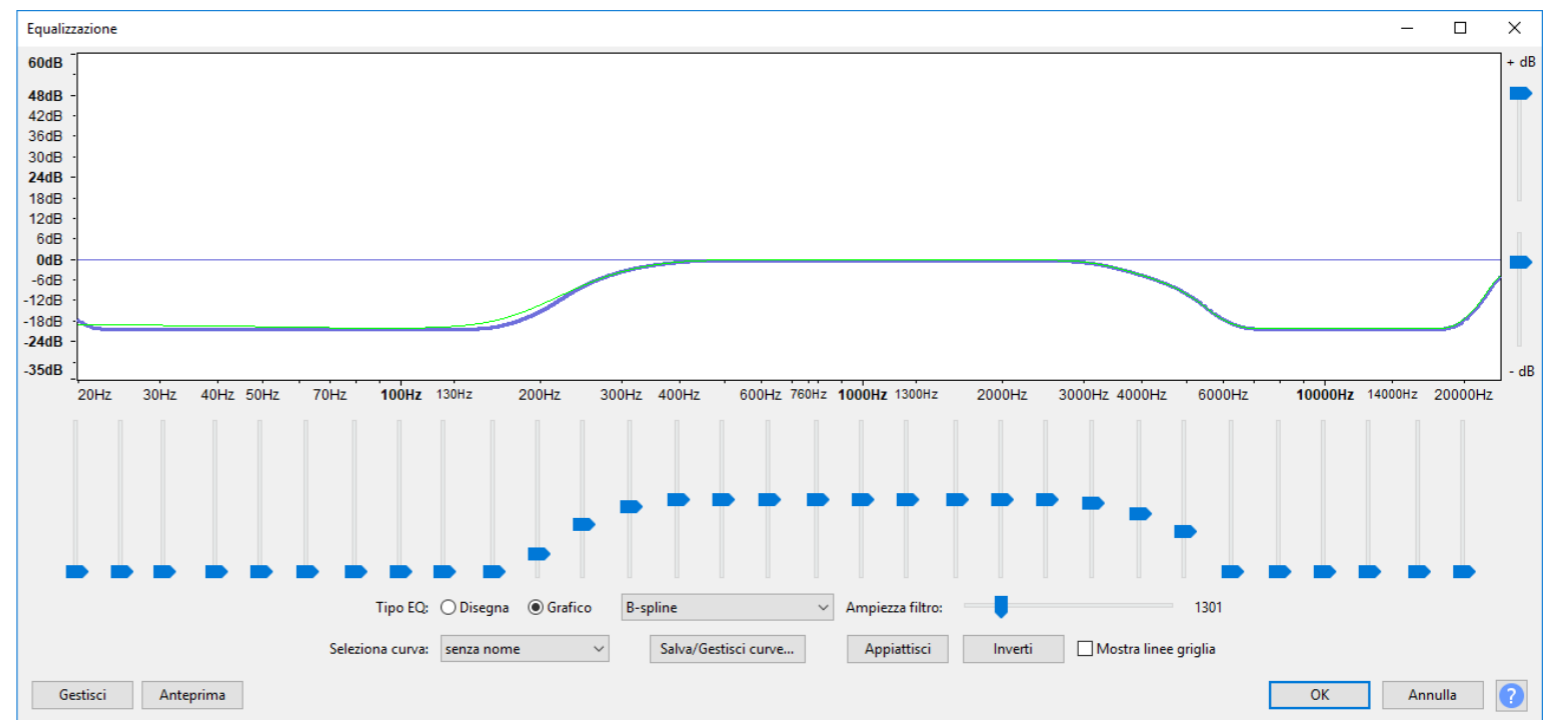 Equalizzazione
60dB
+ dB
48dB
42dB
36dB
30dB
24dB
18dB
12dB
6dB
0dB
-6dB
-12dB
-18dB
-24dB
-35dB
- dB
20Hz 30Hz 40Hz 50Hz 70Hz 100Hz 130Hz 200Hz 300Hz 400Hz 600Hz 760Hz 1000Hz 1300Hz 2000Hz 3000Hz 4000Hz 6000Hz 10000Hz 14000Hz 20000Hz
Tipo EQ: Disegna Grafico B-spline Ampiezza filtro: 1301
Seleziona curva: senza nome Salva/Gestisci curve... Appiattisci Inverti Mostra linee griglia
Gestisci Anteprima OK Annulla ?